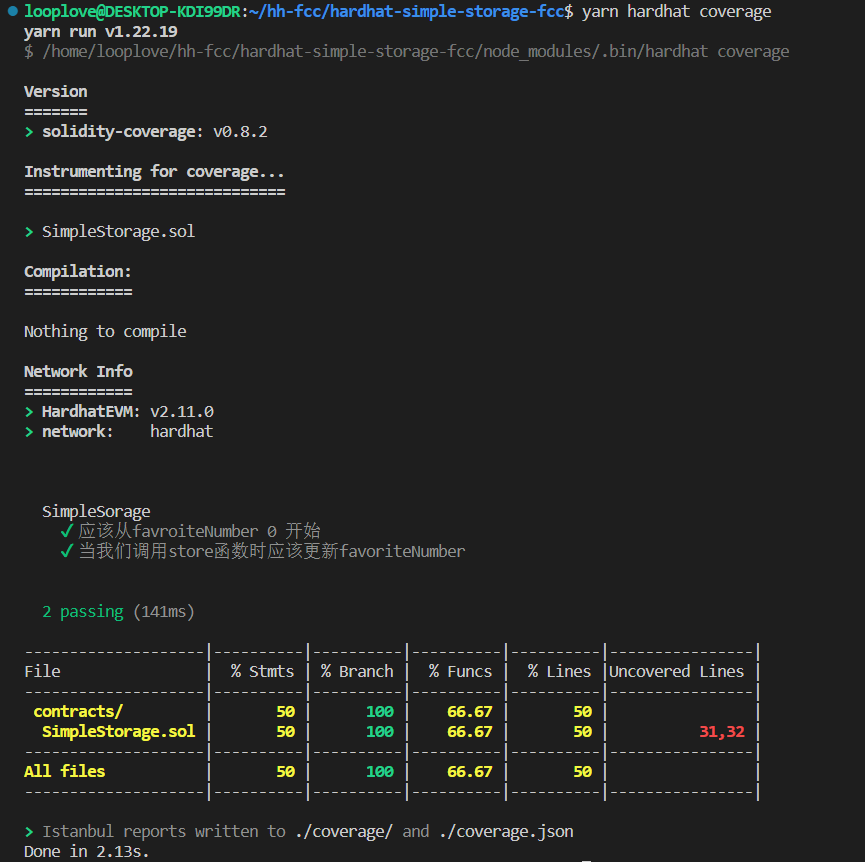 looplove@DESKTOP-KDI99DR:~/hh-fcc/hardhat-simple-storage-fcc$ yarn hardhat coverage
yarn run v1.22.19
$ /home/looplove/hh-fcc/hardhat-simple-storage-fcc/node_modules/.bin/hardhat coverage

Version
=======
> solidity-coverage: v0.8.2

Instrumenting for coverage...
=============================

> SimpleStorage.sol

Compilation:
============

Nothing to compile

Network Info
============
> HardhatEVM: v2.11.0
> network:    hardhat

  SimpleSorage
    ✓ 应该从favroiteNumber 0 开始
    ✓ 当我们调用store函数时应该更新favoriteNumber

  2 passing (141ms)

--------------------|----------|----------|----------|----------|----------------|
File                |  % Stmts | % Branch |  % Funcs |  % Lines |Uncovered Lines |
--------------------|----------|----------|----------|----------|----------------|
 contracts/         |       50 |      100 |    66.67 |       50 |                |
  SimpleStorage.sol |       50 |      100 |    66.67 |       50 |          31,32 |
--------------------|----------|----------|----------|----------|----------------|
All files           |       50 |      100 |    66.67 |       50 |                |
--------------------|----------|----------|----------|----------|----------------|

> Istanbul reports written to ./coverage/ and ./coverage.json
Done in 2.13s.